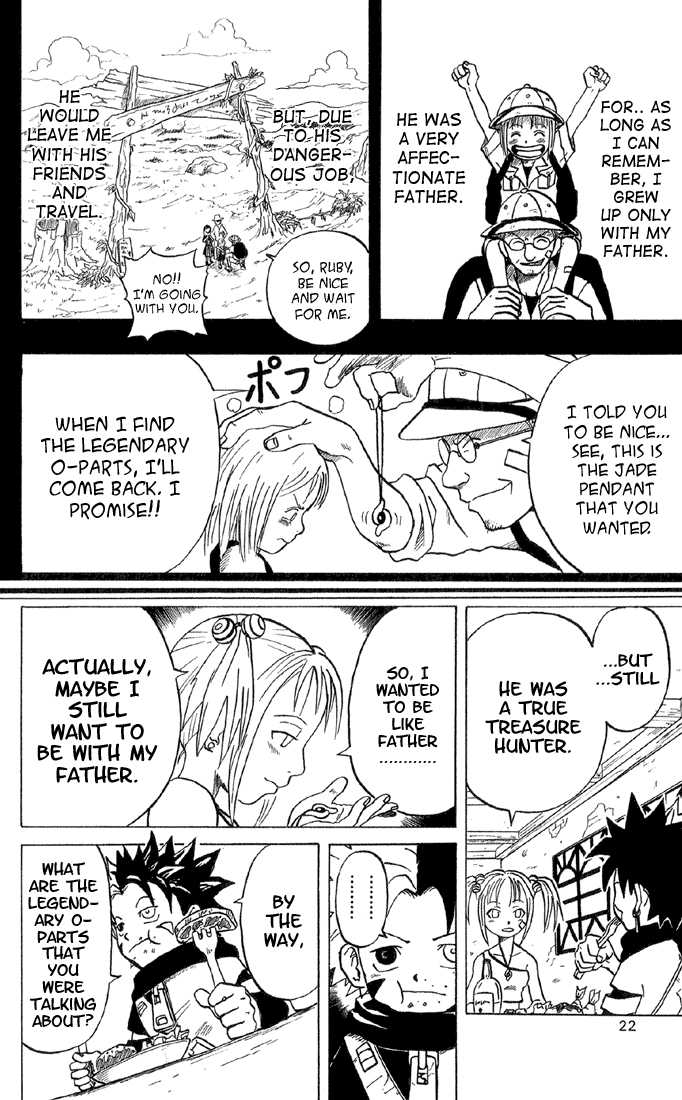 FOR.. AS
LONG AS
I CAN
REMEM-
BER, I
GREW
UP ONLY
WITH MY
FATHER.
HE WAS
A VERY
AFFEC-
TIONATE
FATHER.
BUT, DUE
TO HIS
DANGER-
OUS JOB,
HE
WOULD
LEAVE ME
WITH HIS
FRIENDS
AND
TRAVEL.
SO, RUBY,
BE NICE
AND WAIT
FOR ME.
NO!!
I'M GOING
WITH YOU.
I TOLD YOU
TO BE NICE...
SEE, THIS IS
THE JADE
PENDANT
THAT YOU
WANTED.
ポフ
WHEN I FIND
THE LEGENDARY
O-PARTS, I'LL
COME BACK. I
PROMISE!!
...BUT
...STILL
HE WAS
A TRUE
TREASURE
HUNTER.
SO, I
WANTED
TO BE
LIKE
FATHER
............
ACTUALLY,
MAYBE I
STILL
WANT TO
BE WITH MY
FATHER.
......
BY
THE
WAY,
WHAT
ARE THE
LEGEND-
ARY O-
PARTS
THAT
YOU
WERE
TALKING
ABOUT?
22